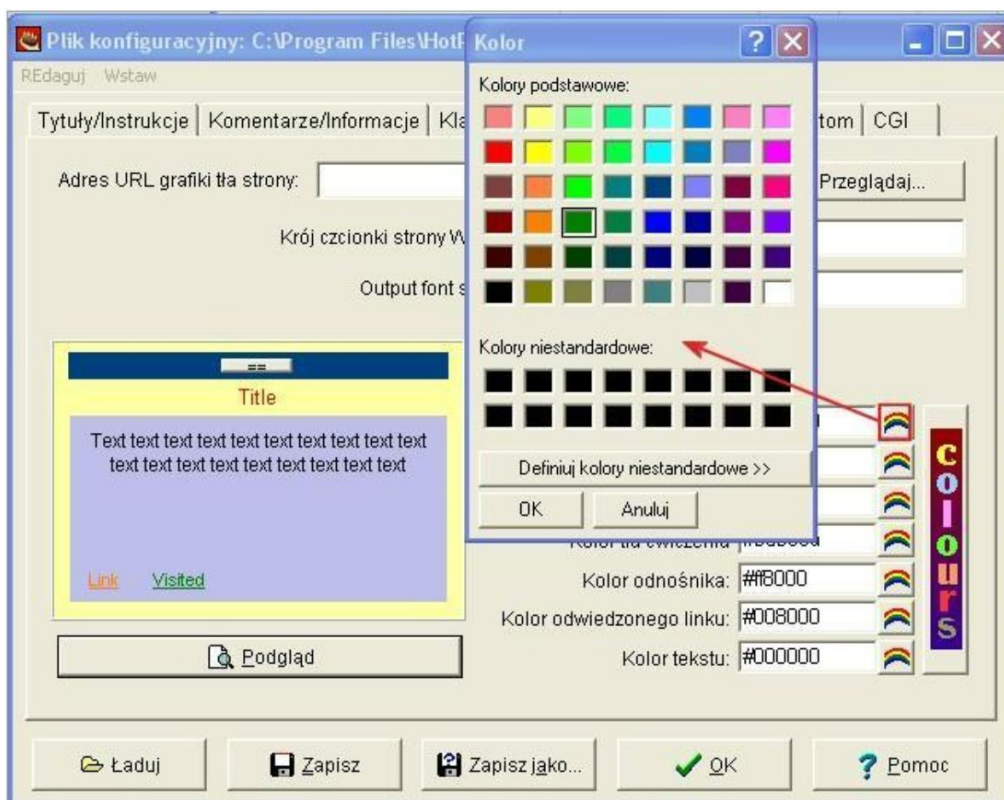 Plik konfiguracyjny: C:\Program Files\HotP
Kolor
REdaguj Wstaw
Kolory podstawowe:
Tytuły/Instrukcje Komentarze/Informacje Kla
tom CGI
Adres URL grafiki tła strony:
Przeglądaj...
Krój czcionki strony W
Output font s
Kolory niestandardowe:
==
Title
Text text text text text text text text text text
text text text text text text text text text
Link Visited
Definiuj kolory niestandardowe >>
OK Anuluj
Kolor tła ćwiczenia
Kolor odnośnika: #ff8000
Kolor odwiedzonego linku: #008000
Kolor tekstu: #000000
colours
Podgląd
Ładuj Zapisz Zapisz jako... OK Pomoc